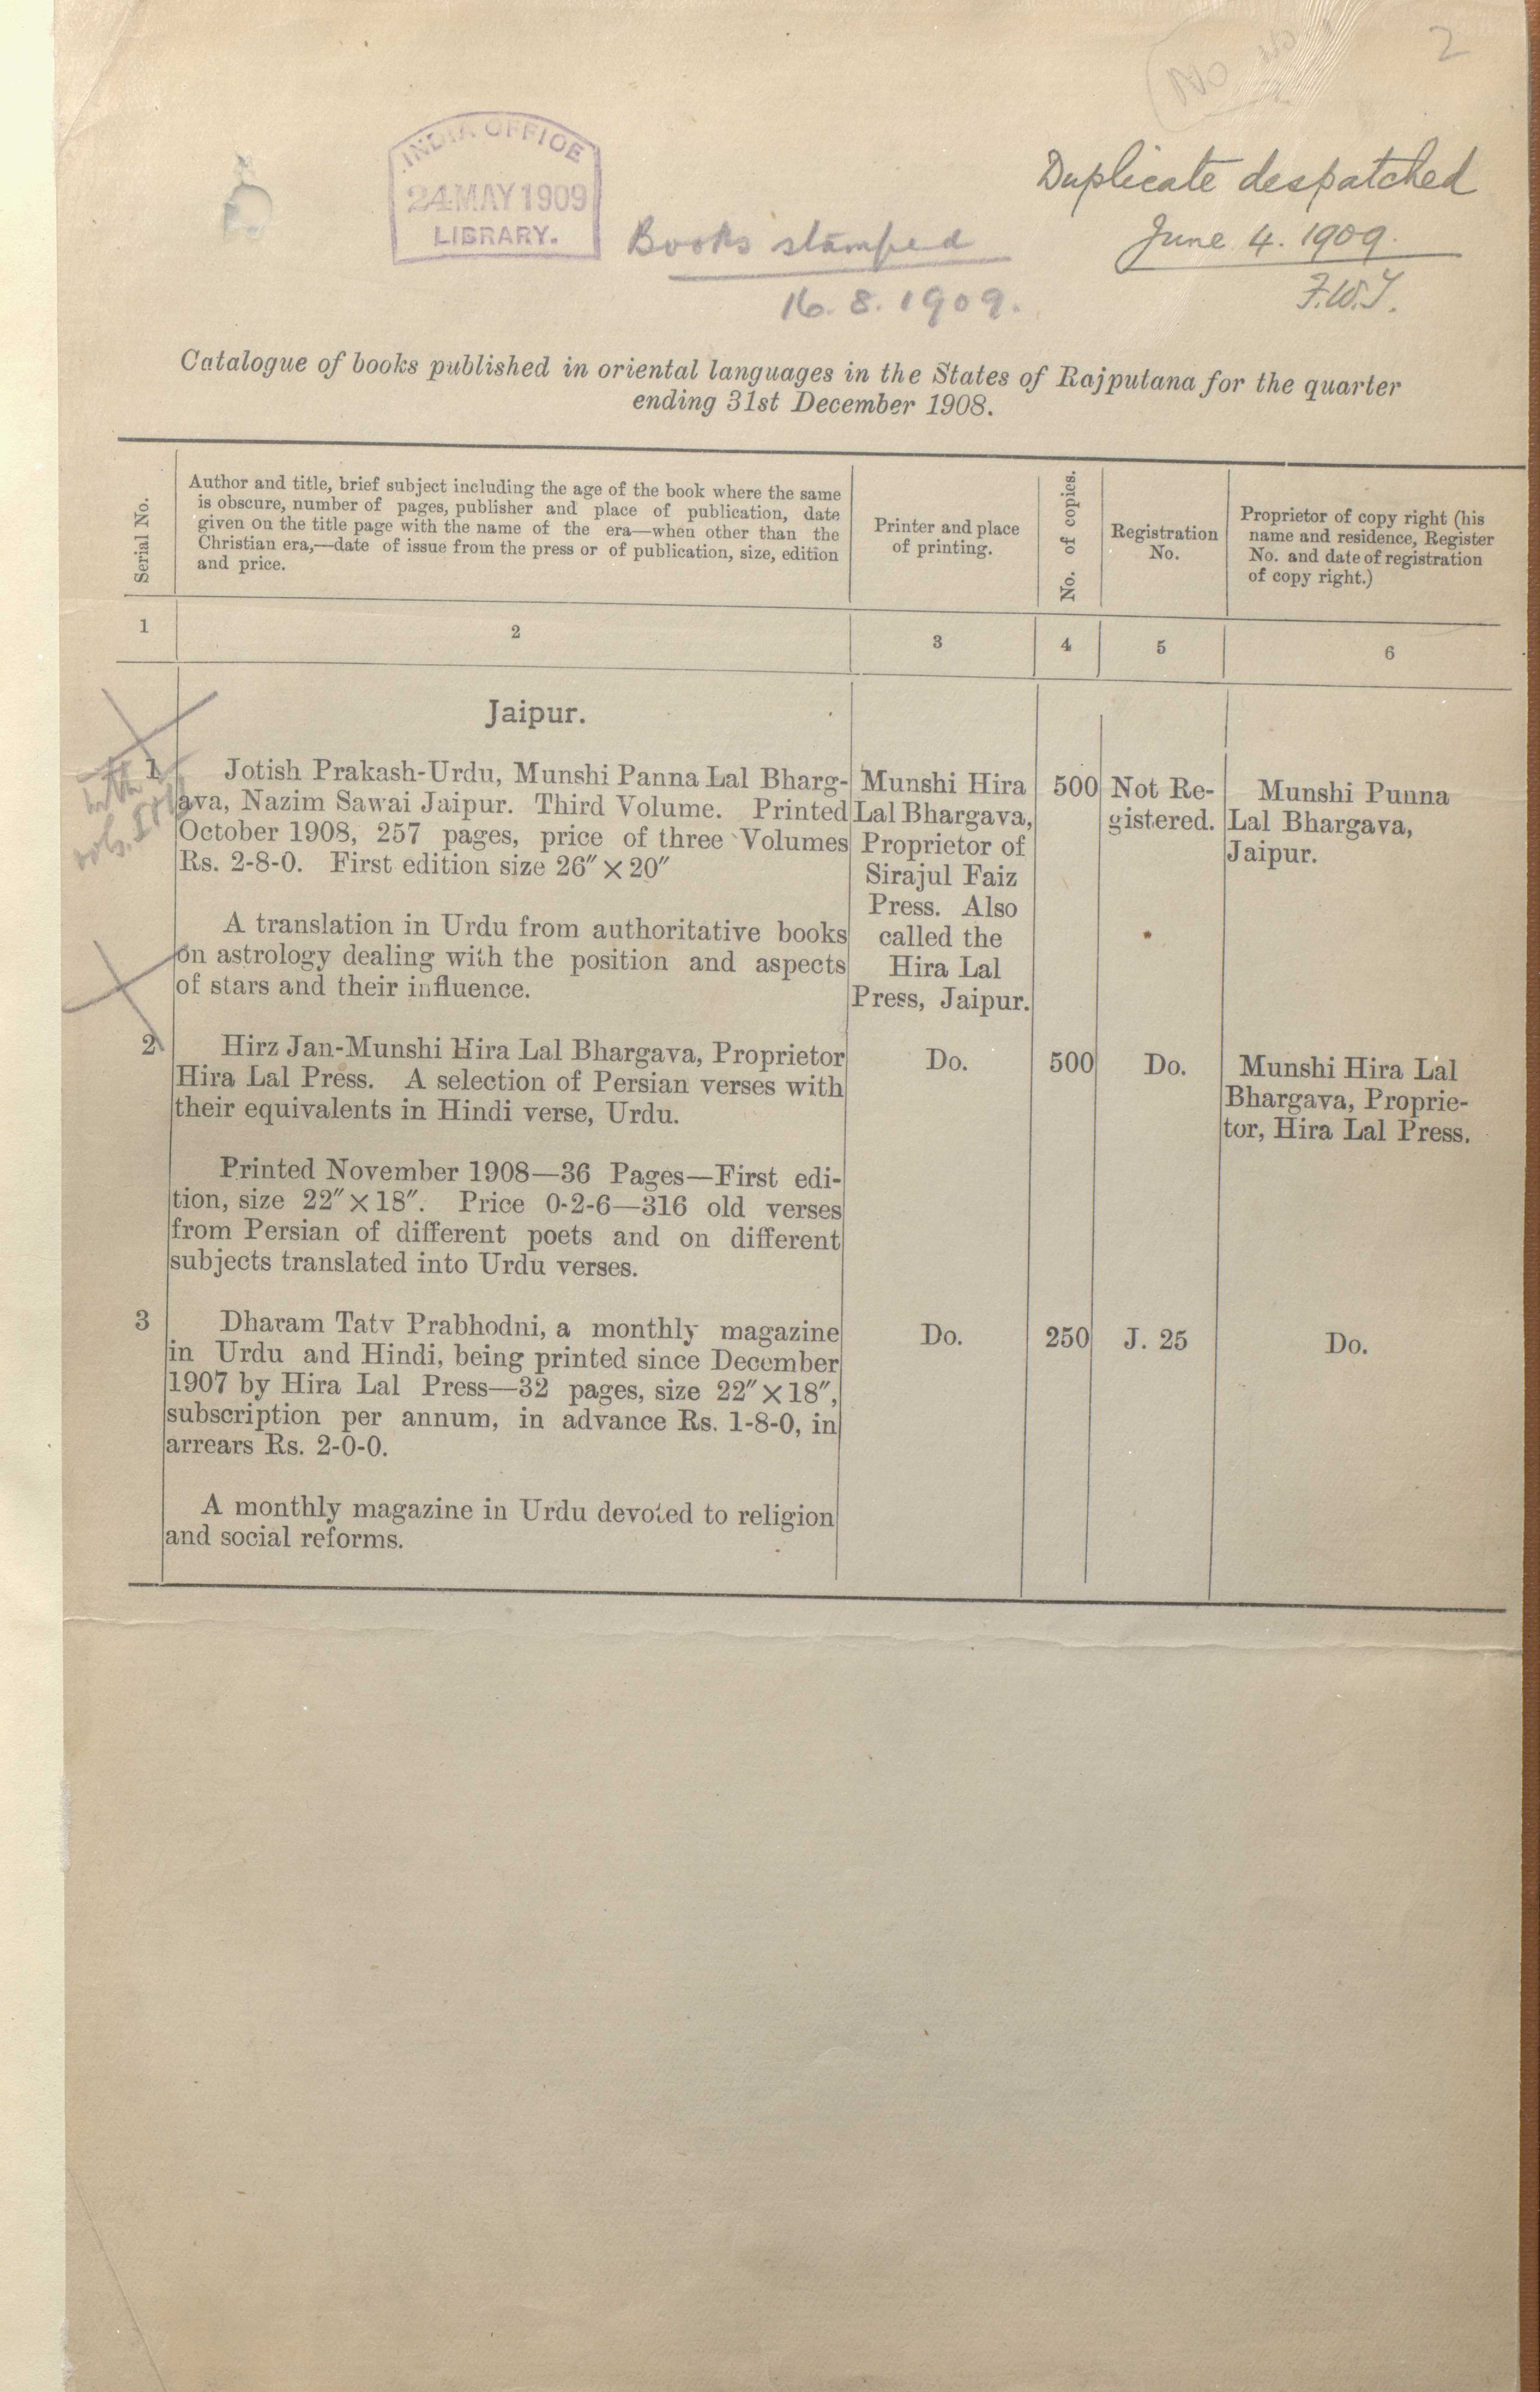 2
INDIA OFFICE
24 MAY 1909
LIBRARY.
Duplicate despatched
June 4. 1909.
F.W.T.
Books stamped
16. 8. 1909.
Catalogue of books published in oriental languages in the States of Rajputana for the quarter
ending 31st December 1908.
Serial No.
Author and title, brief subject including the age of the book where the same
is obscure, number of pages, publisher and place of publication, date
given on the title page with the name of the era—when other than the
Christian era,—date of issue from the press or of publication, size, edition
and price.
Printer and place
of printing.
No. of copies.
Registration
No.
Proprietor of copy right (his
name and residence, Register
No. and date of registration
of copy right.)
1
2
3
4
5
6
Jaipur.
1
Jotish Prakash-Urdu, Munshi Panna Lal Bharg-
ava, Nazim Sawai Jaipur. Third Volume. Printed
October 1908, 257 pages, price of three Volumes
Rs. 2-8-0. First edition size 26″ × 20″
A translation in Urdu from authoritative books
on astrology dealing with the position and aspects
of stars and their influence.
Munshi Hira
Lal Bhargava,
Proprietor of
Sirajul Faiz
Press. Also
called the
Hira Lal
Press, Jaipur.
500
Not Re-
gistered.
Munshi Punna
Lal Bhargava,
Jaipur.
2
Hirz Jan-Munshi Hira Lal Bhargava, Proprietor
Hira Lal Press. A selection of Persian verses with
their equivalents in Hindi verse, Urdu.
Printed November 1908—36 Pages—First edi-
tion, size 22″ × 18″. Price 0-2-6—316 old verses
from Persian of different poets and on different
subjects translated into Urdu verses.
Do.
500
Do.
Munshi Hira Lal
Bhargava, Proprie-
tor, Hira Lal Press.
3
Dharam Tatv Prabhodni, a monthly magazine
in Urdu and Hindi, being printed since December
1907 by Hira Lal Press—32 pages, size 22″ × 18″,
subscription per annum, in advance Rs. 1-8-0, in
arrears Rs. 2-0-0.
A monthly magazine in Urdu devoted to religion
and social reforms.
Do.
250
J. 25
Do.